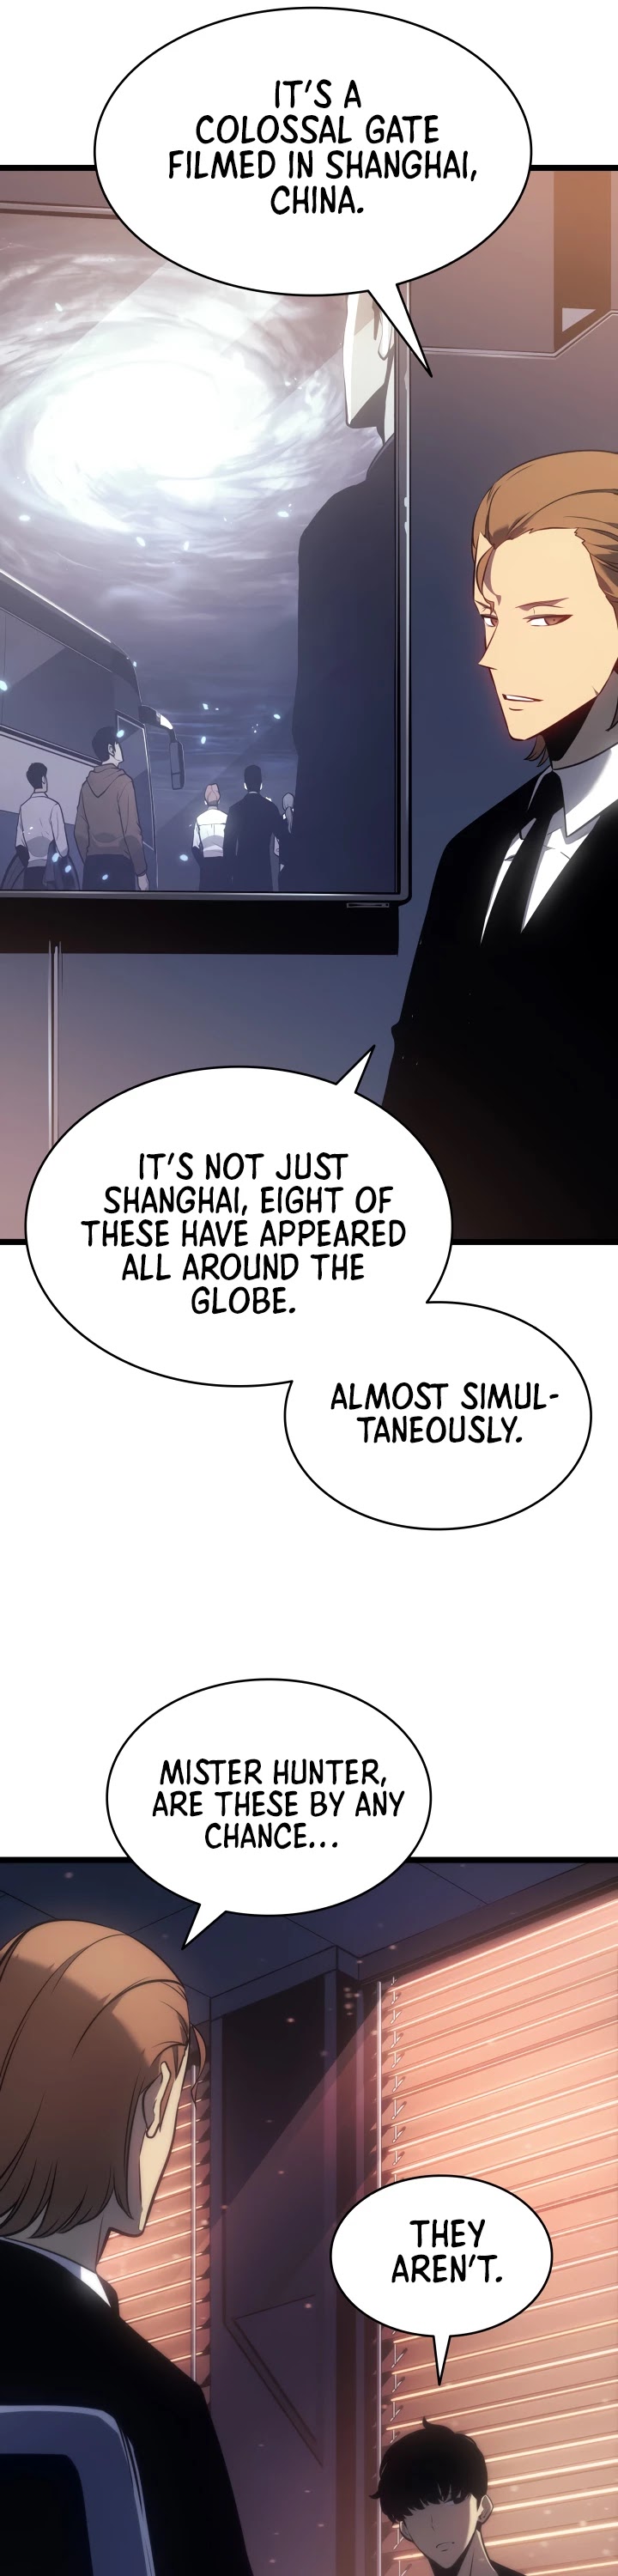 IT'S A
COLOSSAL GATE
FILMED IN SHANGHAI,
CHINA.
IT'S NOT JUST
SHANGHAI, EIGHT OF
THESE HAVE APPEARED
ALL AROUND THE
GLOBE.
ALMOST SIMUL-
TANEOUSLY.
MISTER HUNTER,
ARE THESE BY ANY
CHANCE...
THEY
AREN'T.